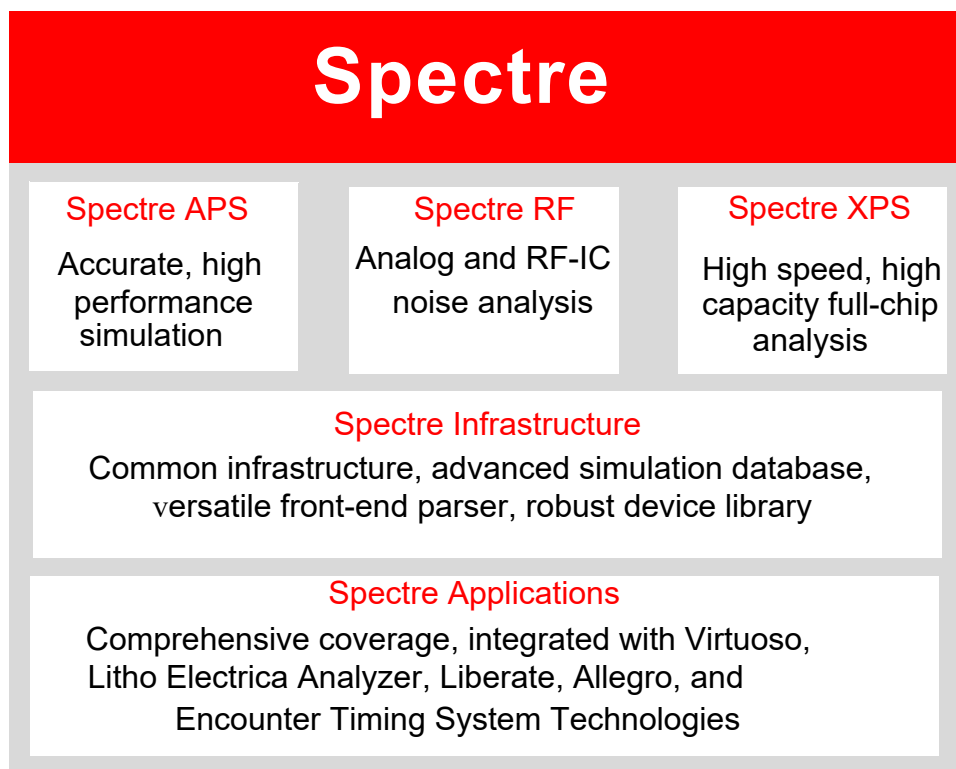 Spectre
Spectre APS
Accurate, high
performance
simulation
Spectre RF
Analog and RF-IC
noise analysis
Spectre XPS
High speed, high
capacity full-chip
analysis
Spectre Infrastructure
Common infrastructure, advanced simulation database,
versatile front-end parser, robust device library
Spectre Applications
Comprehensive coverage, integrated with Virtuoso,
Litho Electrica Analyzer, Liberate, Allegro, and
Encounter Timing System Technologies